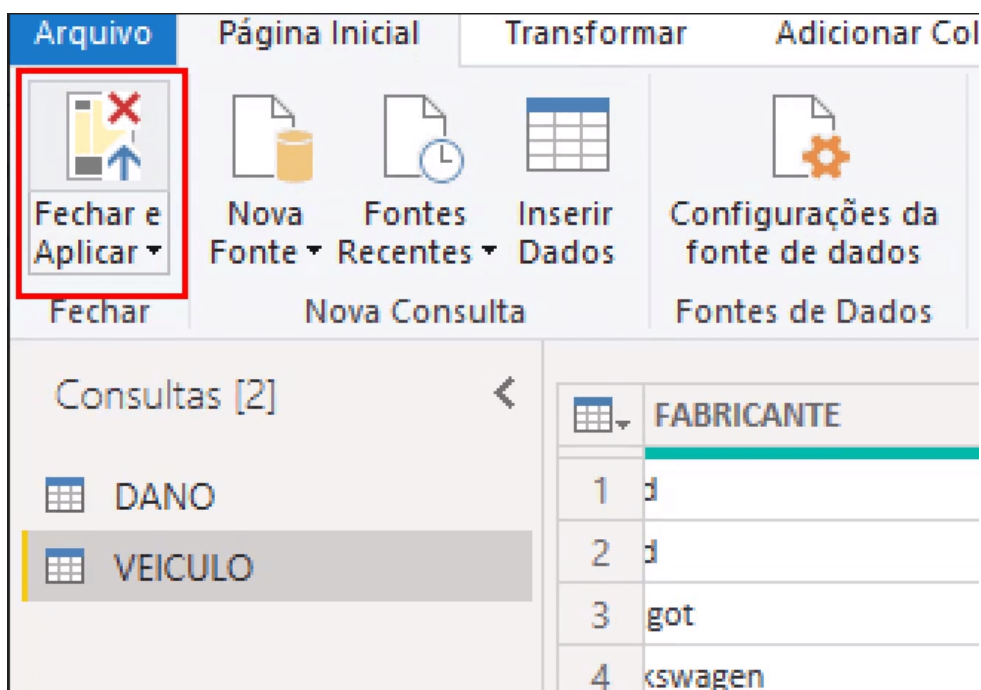 Arquivo
Página Inicial
Transformar
Adicionar Col
Fechar e
Aplicar
Nova
Fonte
Fontes
Recentes
Inserir
Dados
Configurações da
fonte de dados
Fechar
Nova Consulta
Fontes de Dados
Consultas [2]
DANO
VEICULO
FABRICANTE
1 d
2 d
3 got
4 kswagen